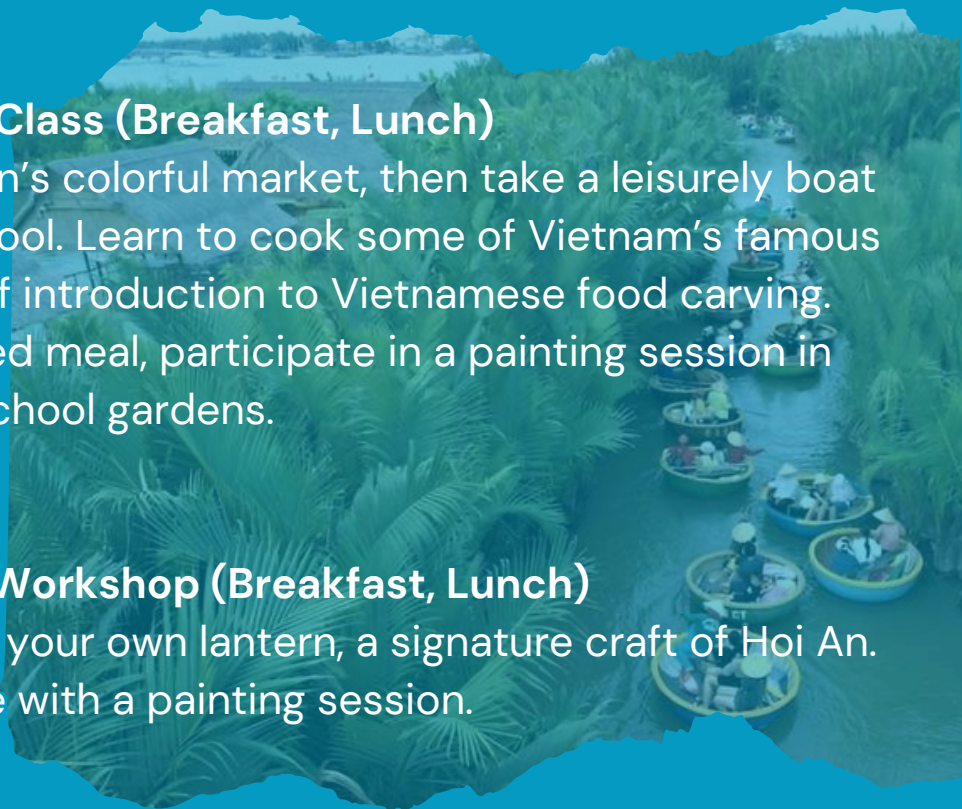 Class (Breakfast, Lunch)
n's colorful market, then take a leisurely boat
ool. Learn to cook some of Vietnam's famous
f introduction to Vietnamese food carving.
ed meal, participate in a painting session in
chool gardens.
Workshop (Breakfast, Lunch)
your own lantern, a signature craft of Hoi An.
e with a painting session.